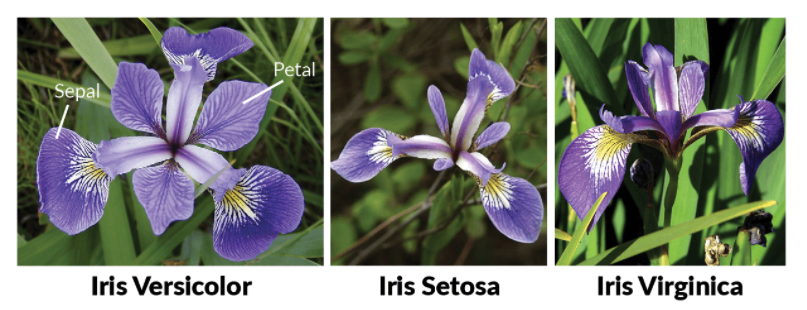 Sepal
Petal
Iris Versicolor
Iris Setosa
Iris Virginica